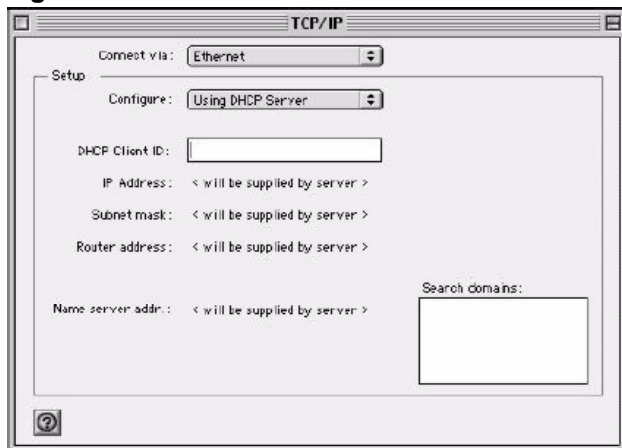 TCP/IP
Connect via: Ethernet
Setup
Configure: Using DHCP Server
DHCP Client ID:
IP Address: < will be supplied by server >
Subnet mask: < will be supplied by server >
Router address: < will be supplied by server >
Search domains:
Name server addr.: < will be supplied by server >
?